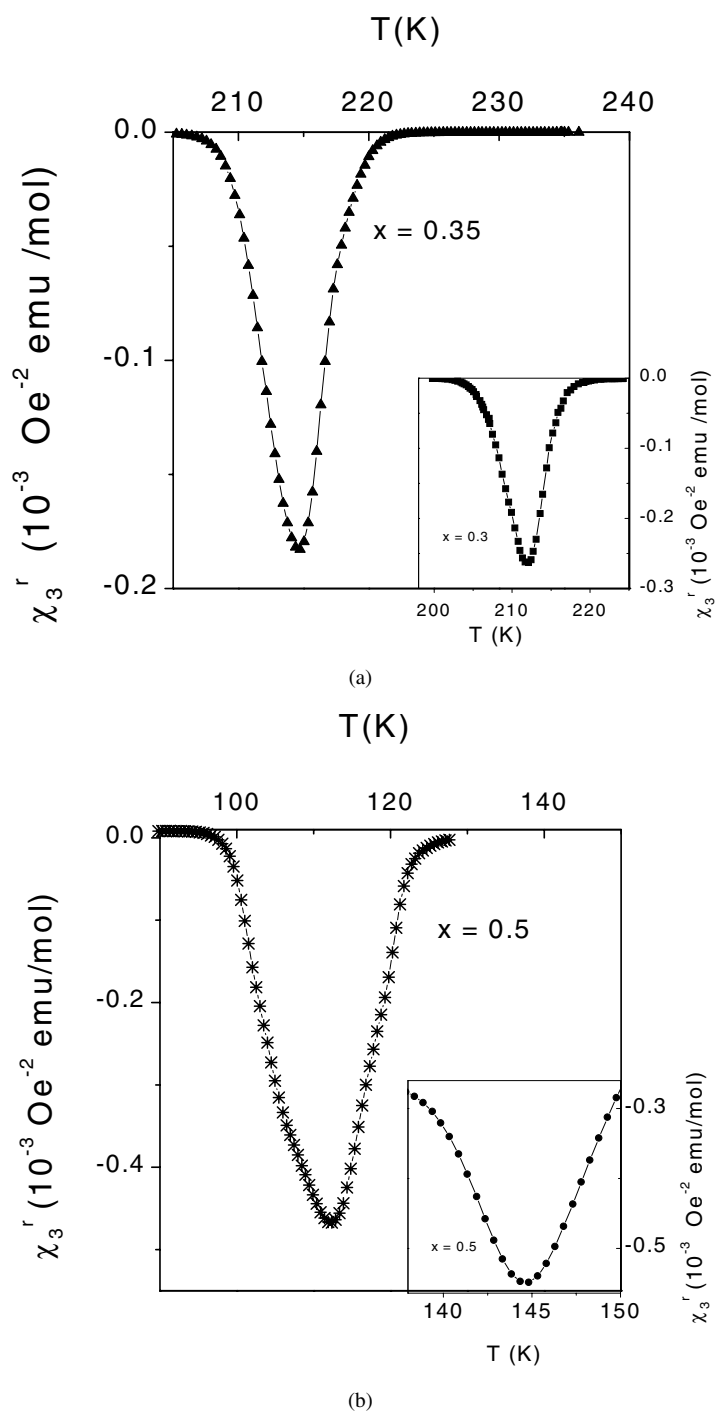 T(K)
210 220 230 240
0.0
-0.1
-0.2
χ₃ʳ (10⁻³ Oe⁻² emu /mol)
x = 0.35
0.0
-0.1
-0.2
-0.3
χ₃ʳ (10⁻³ Oe⁻² emu /mol)
x = 0.3
200 210 220
T (K)
(a)
T(K)
100 120 140
0.0
-0.2
-0.4
χ₃ʳ (10⁻³ Oe⁻² emu/mol)
x = 0.5
-0.3
-0.5
χ₃ʳ (10⁻³ Oe⁻² emu/mol)
x = 0.5
140 145 150
T (K)
(b)